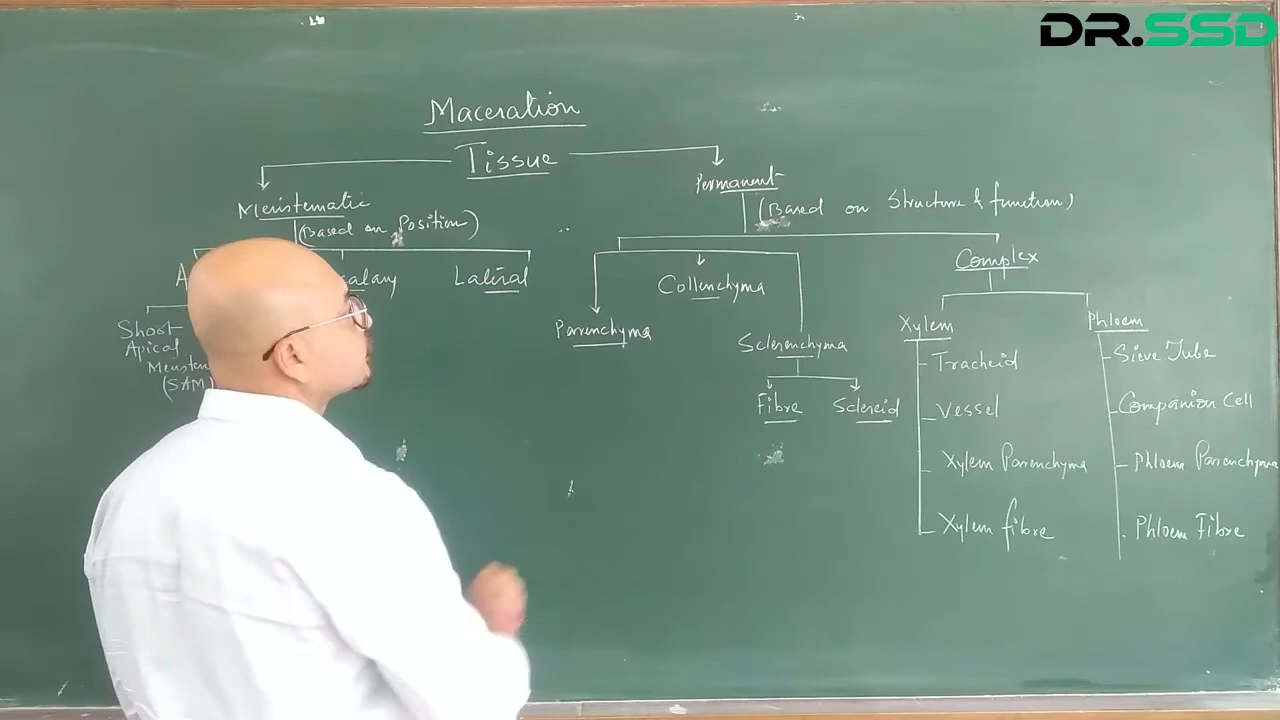 DR.SSD
Maceration
Tissue
Meristematic
(Based on Position)
Permanent
(Based on Structure & function)
Lateral
Shoot
Apical
(SAM)
Parenchyma
Collenchyma
Sclerenchyma
Fibre
Sclereid
Complex
Xylem
Tracheid
Vessel
Xylem Parenchyma
Xylem fibre
Phloem
Sieve Tube
Companion Cell
Phloem Parenchyma
Phloem Fibre